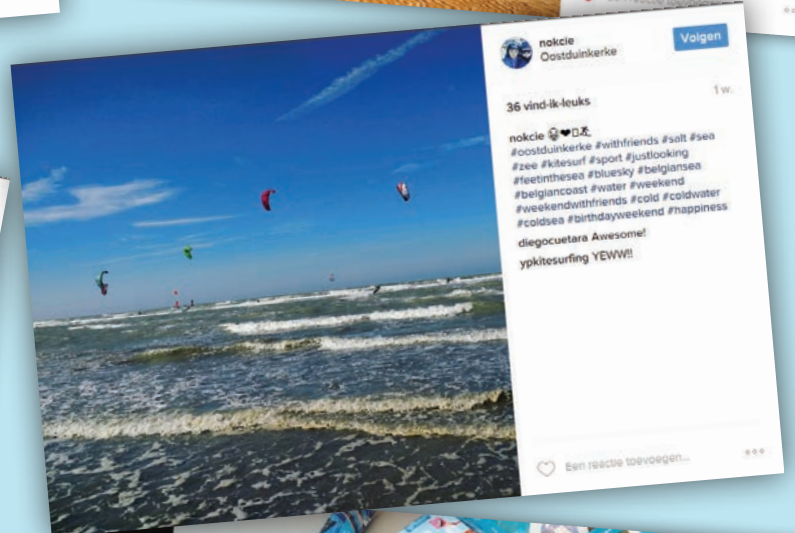 nokcie
Oostduinkerke
Volgen
36 vind-ik-leuks
1 w.
nokcie
#oostduinkerke #withfriends #salt #sea
#zee #kitesurf #sport #justlooking
#feetinthesea #bluesky #belgiansea
#belgiancoast #water #weekend
#weekendwithfriends #cold #coldwater
#coldsea #birthdayweekend #happiness
diegocuetara Awesome!
ypkitesurfing YEWW!!
Een reactie toevoegen...